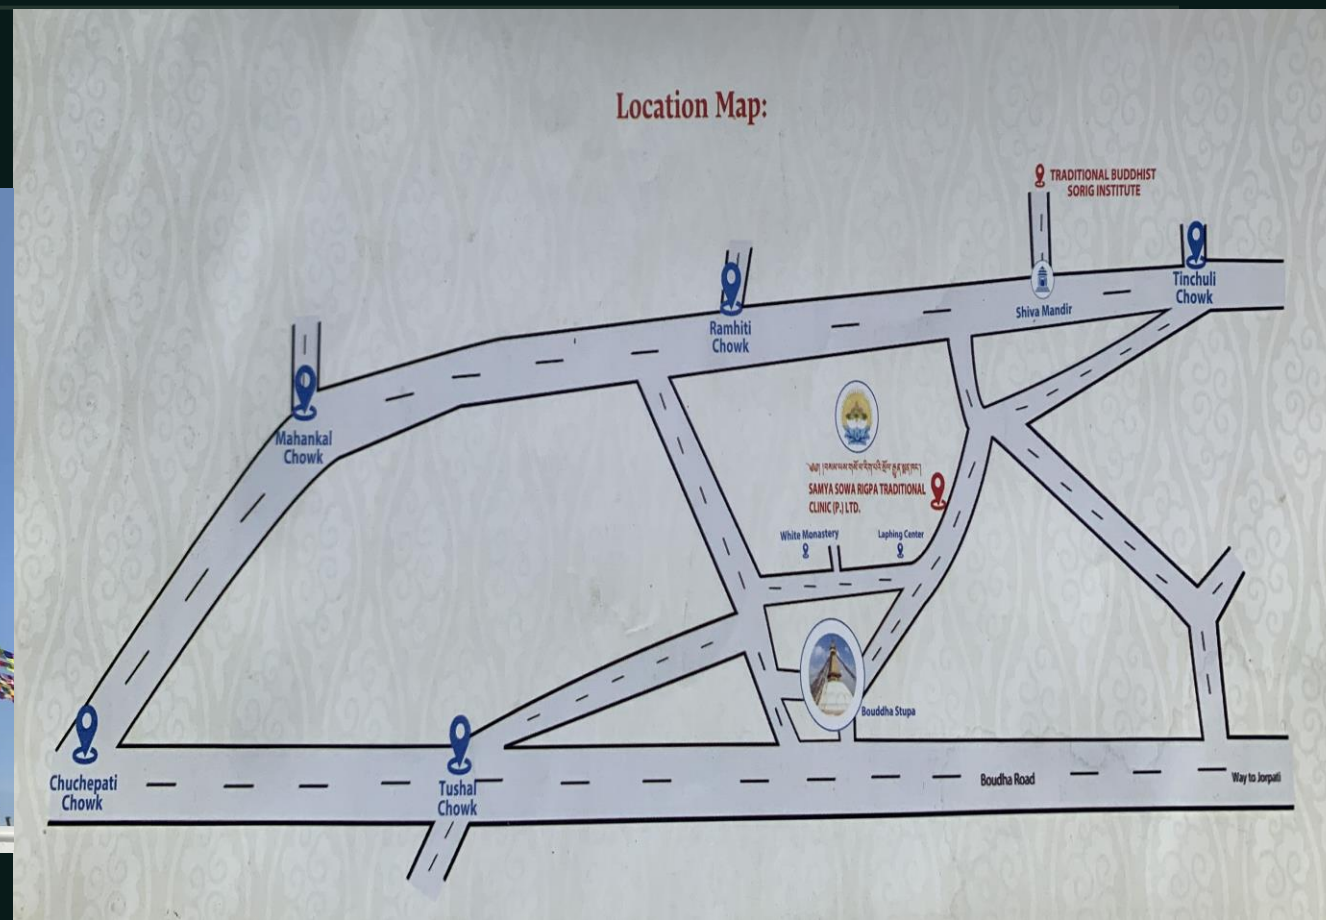 Location Map:
TRADITIONAL BUDDHIST
SORIG INSTITUTE
Tinchuli
Chowk
Shiva Mandir
Ramhiti
Chowk
Mahankal
Chowk
SAMYA SOWA RIGPA TRADITIONAL
CLINIC (P.) LTD.
White Monastery
Laphing Center
Bouddha Stupa
Chuchepati
Chowk
Tushal
Chowk
Boudha Road
Way to Jorpati